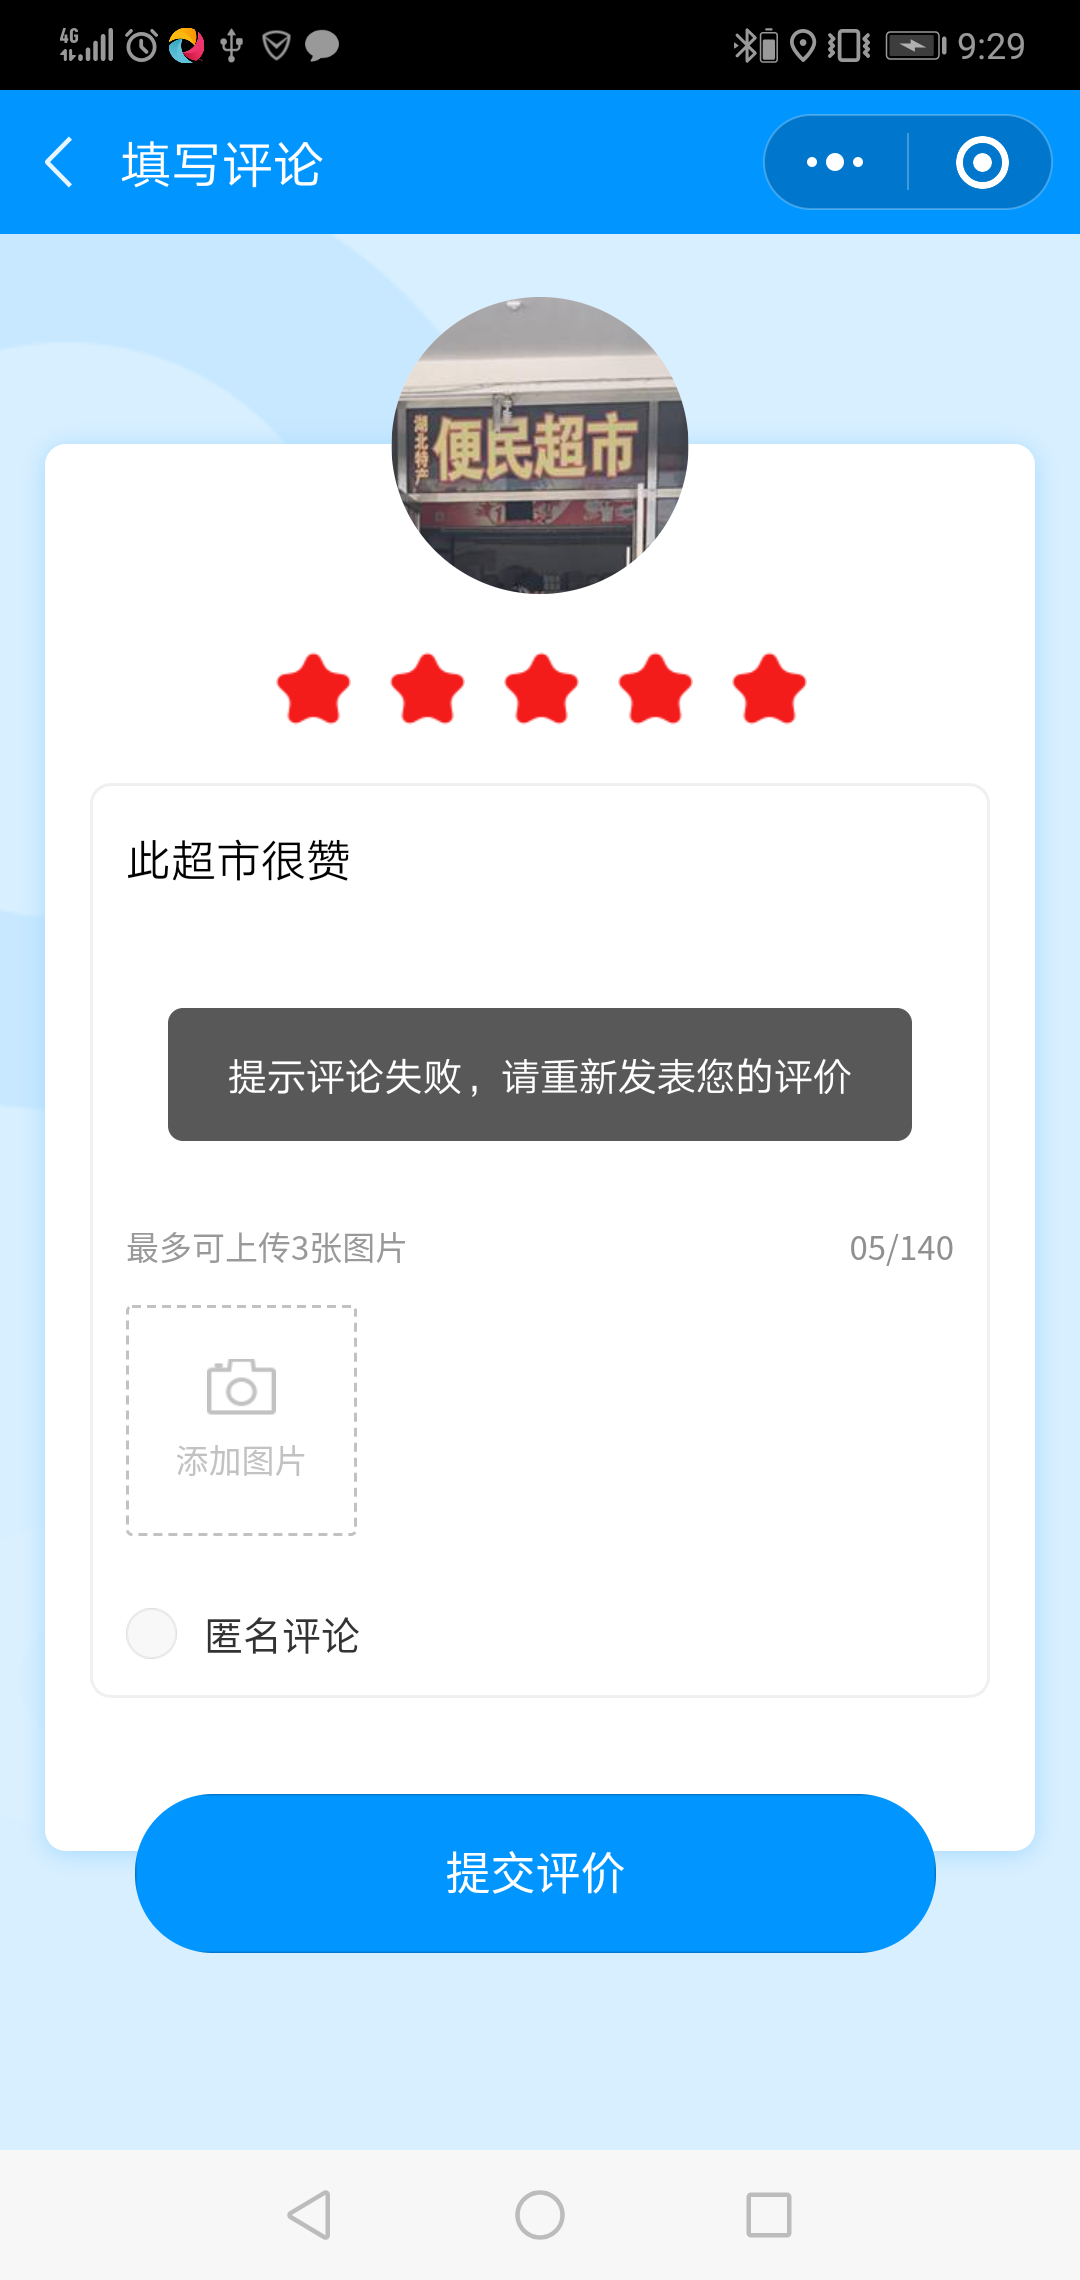 4G
9:29
填写评论
湖北特产
便民超市
此超市很赞
提示评论失败，请重新发表您的评价
最多可上传3张图片
05/140
添加图片
匿名评论
提交评价